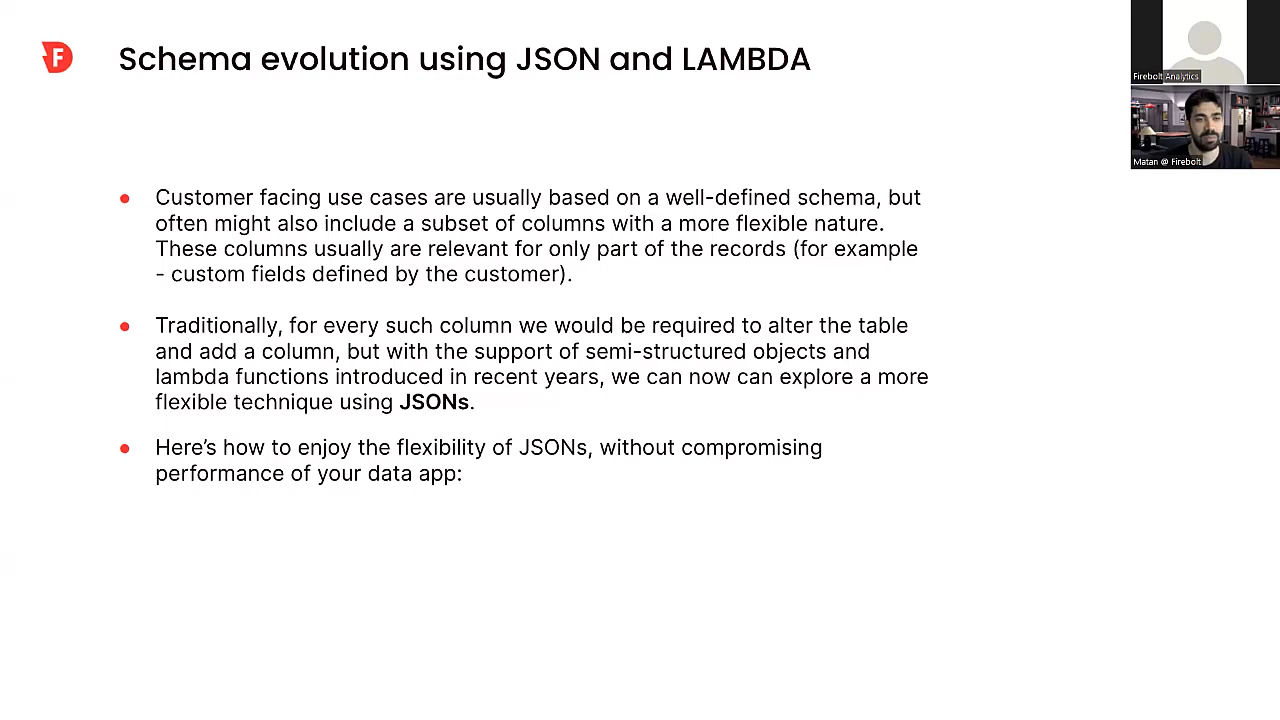 F
Schema evolution using JSON and LAMBDA
Firebolt Analytics
Matan @ Firebolt
● Customer facing use cases are usually based on a well-defined schema, but
often might also include a subset of columns with a more flexible nature.
These columns usually are relevant for only part of the records (for example
- custom fields defined by the customer).
● Traditionally, for every such column we would be required to alter the table
and add a column, but with the support of semi-structured objects and
lambda functions introduced in recent years, we can now can explore a more
flexible technique using JSONs.
● Here’s how to enjoy the flexibility of JSONs, without compromising
performance of your data app: